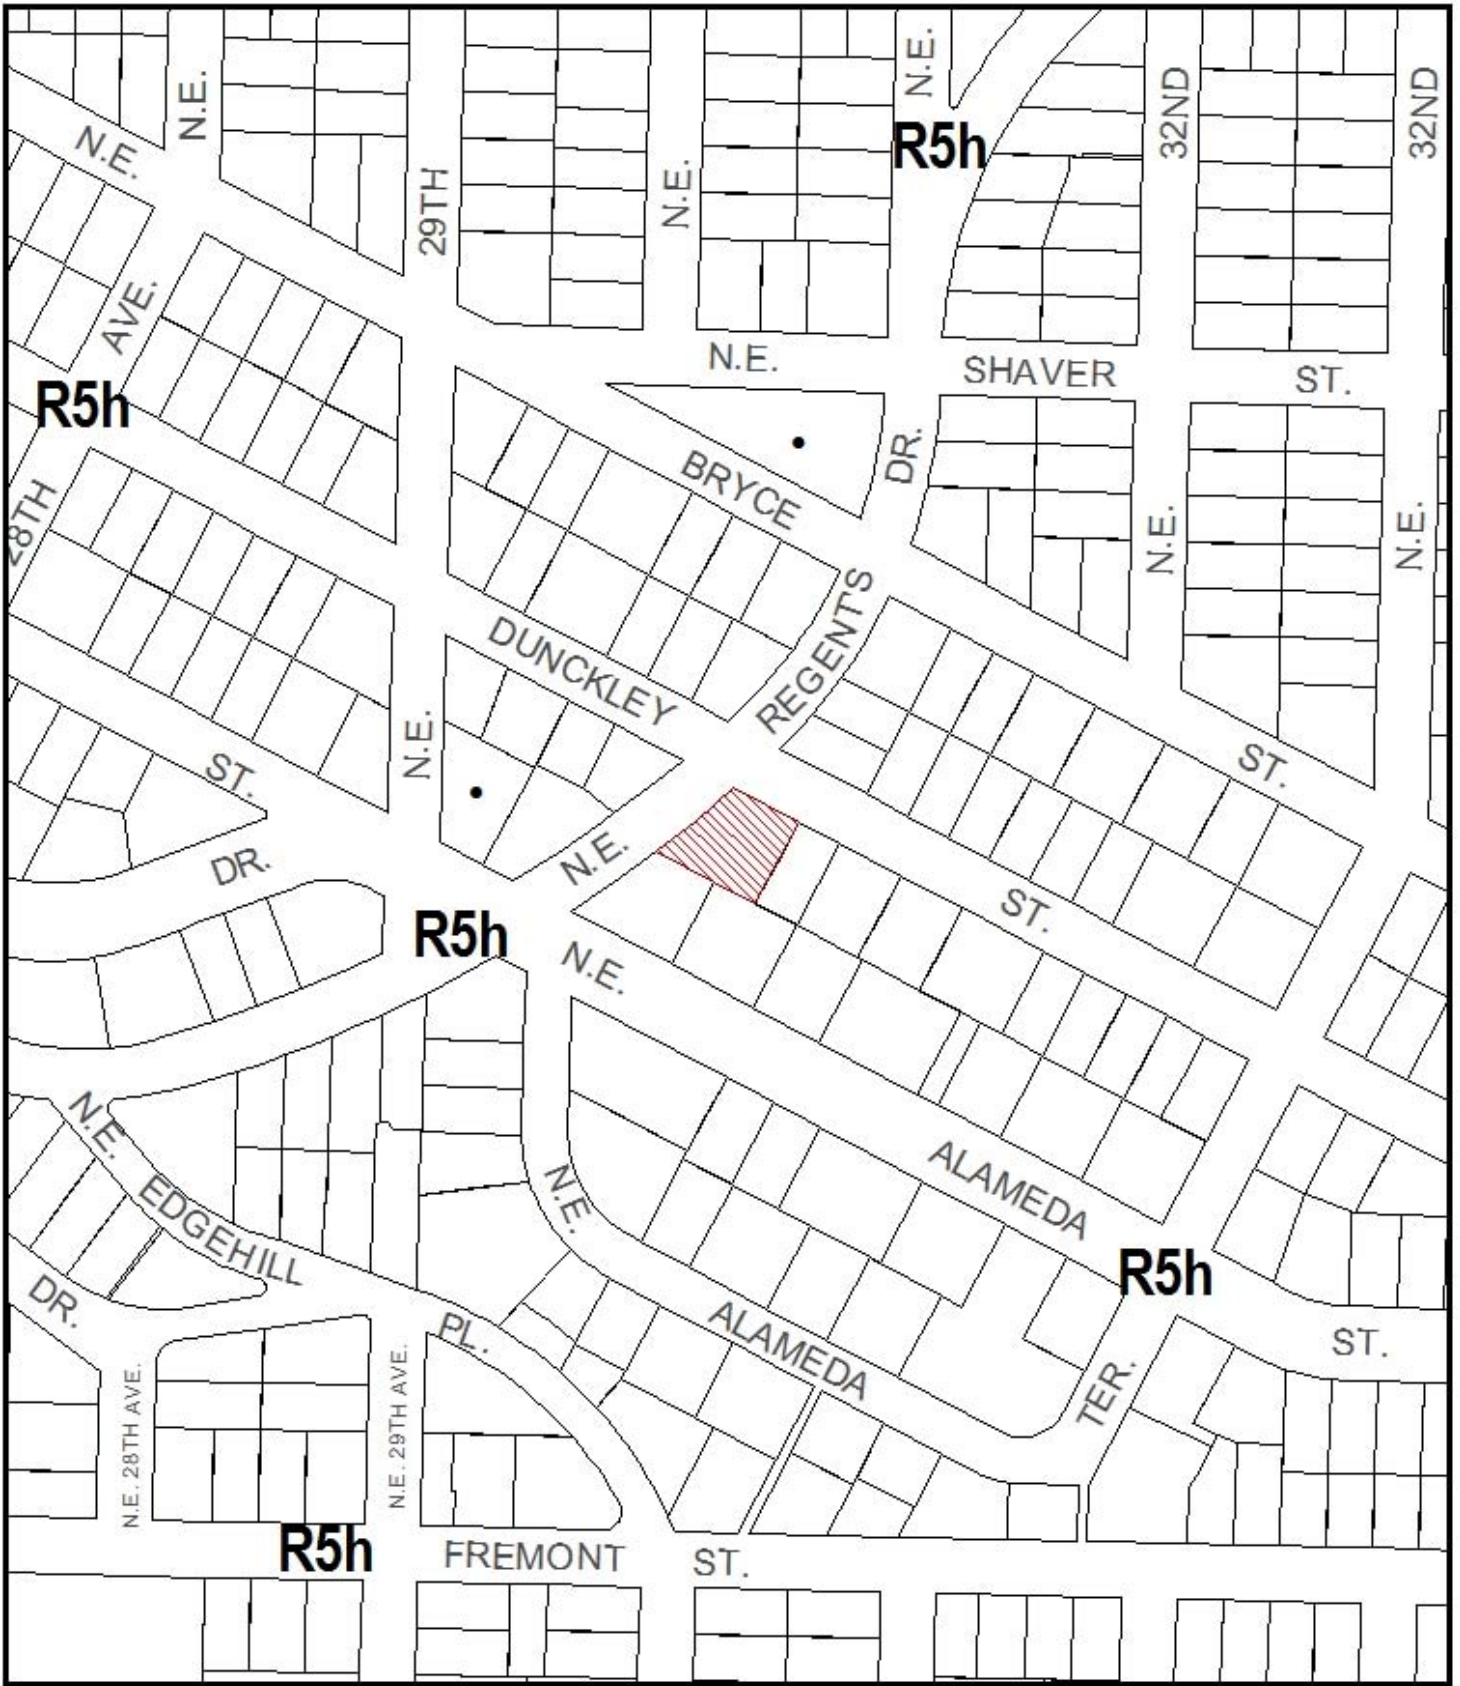 N.E.
N.E.
29TH
N.E.
N.E.
32ND
32ND
R5h
AVE.
R5h
28TH
N.E.
SHAVER
ST.
BRYCE
DR.
N.E.
N.E.
DUNCKLEY
REGENTS
N.E.
ST.
ST.
DR.
N.E.
ST.
R5h
N.E.
N.E.
EDGEHILL
DR.
N.E.
ALAMEDA
R5h
PL.
ALAMEDA
ST.
TER.
N.E. 28TH AVE.
N.E. 29TH AVE.
R5h
FREMONT
ST.